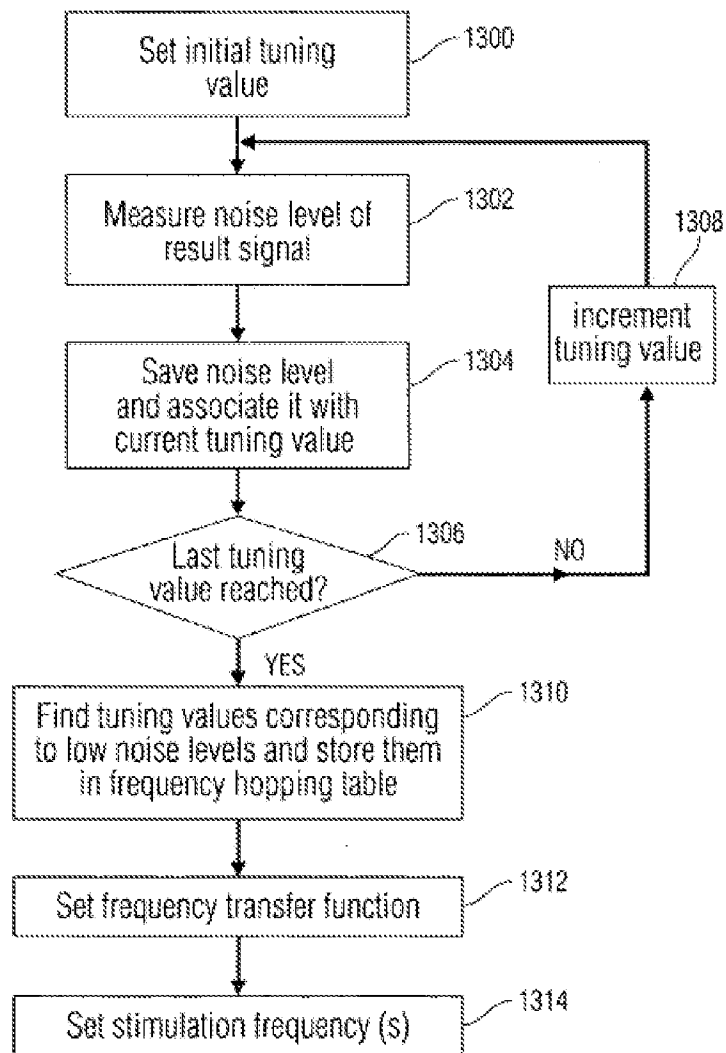 Set initial tuning
value
1300
Measure noise level of
result signal
1302
Save noise level
and associate it with
current tuning value
1304
increment
tuning value
1308
Last tuning
value reached?
1306
NO
YES
Find tuning values corresponding
to low noise levels and store them
in frequency hopping table
1310
Set frequency transfer function
1312
Set stimulation frequency (s)
1314